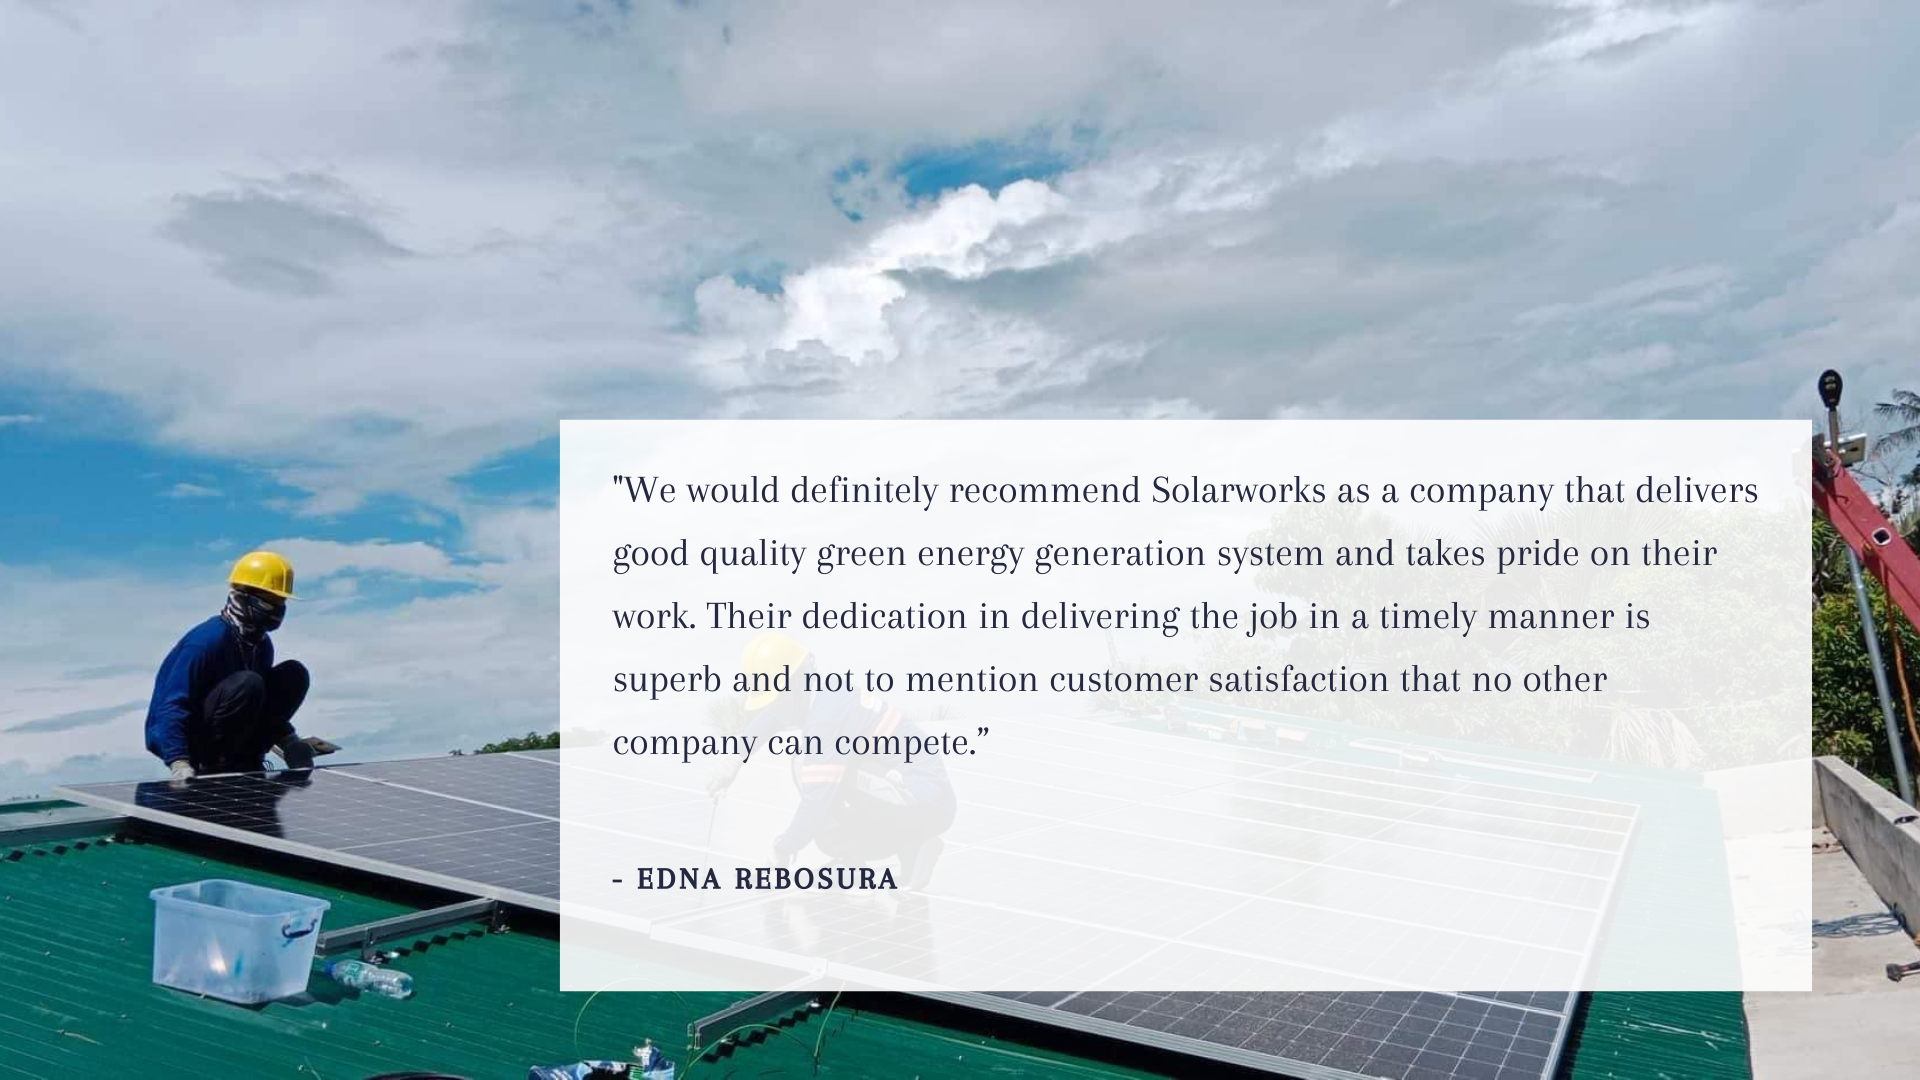 "We would definitely recommend Solarworks as a company that delivers
good quality green energy generation system and takes pride on their
work. Their dedication in delivering the job in a timely manner is
superb and not to mention customer satisfaction that no other
company can compete.”
- EDNA REBOSURA